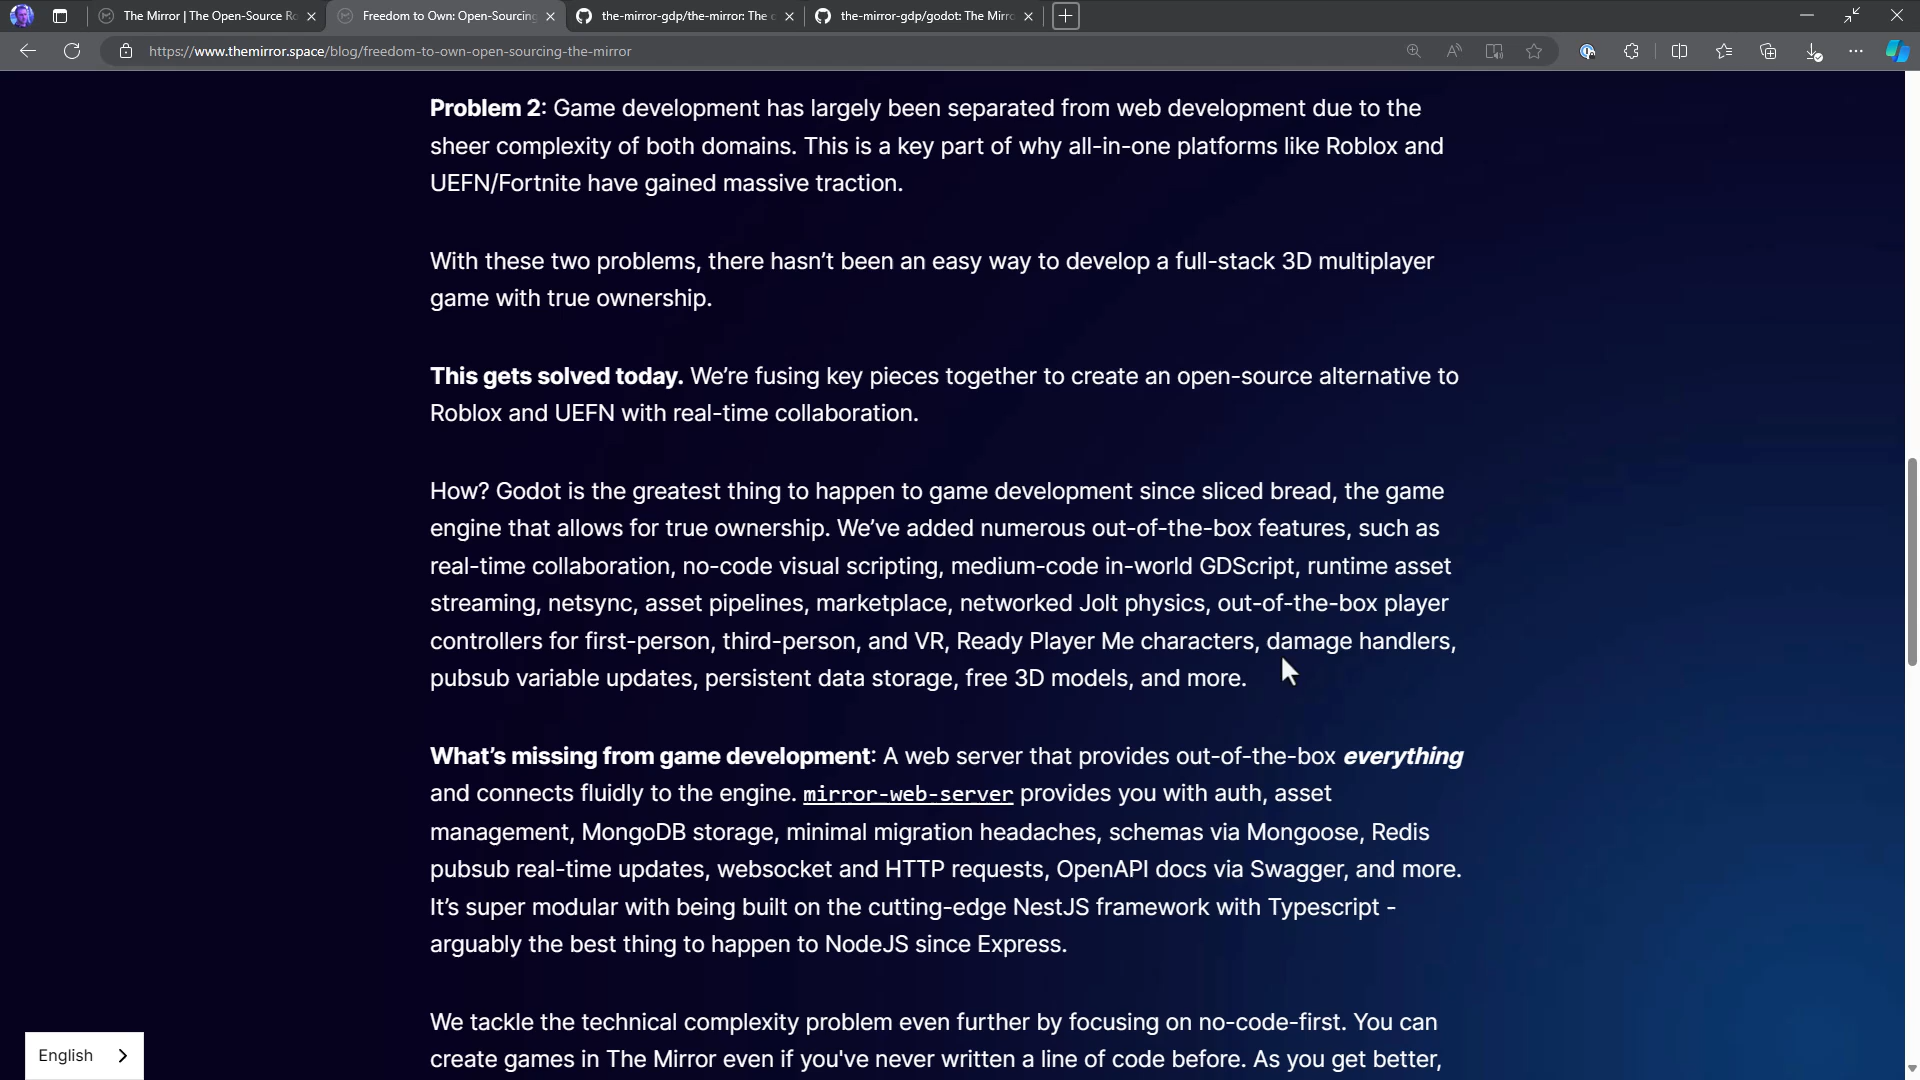 The Mirror | The Open-Source Ro
Freedom to Own: Open-Sourcing
the-mirror-gdp/the-mirror: The c
the-mirror-gdp/godot: The Mirro
https://www.themirror.space/blog/freedom-to-own-open-sourcing-the-mirror
Problem 2: Game development has largely been separated from web development due to the
sheer complexity of both domains. This is a key part of why all-in-one platforms like Roblox and
UEFN/Fortnite have gained massive traction.
With these two problems, there hasn’t been an easy way to develop a full-stack 3D multiplayer
game with true ownership.
This gets solved today. We’re fusing key pieces together to create an open-source alternative to
Roblox and UEFN with real-time collaboration.
How? Godot is the greatest thing to happen to game development since sliced bread, the game
engine that allows for true ownership. We’ve added numerous out-of-the-box features, such as
real-time collaboration, no-code visual scripting, medium-code in-world GDScript, runtime asset
streaming, netsync, asset pipelines, marketplace, networked Jolt physics, out-of-the-box player
controllers for first-person, third-person, and VR, Ready Player Me characters, damage handlers,
pubsub variable updates, persistent data storage, free 3D models, and more.
What’s missing from game development: A web server that provides out-of-the-box everything
and connects fluidly to the engine. mirror-web-server provides you with auth, asset
management, MongoDB storage, minimal migration headaches, schemas via Mongoose, Redis
pubsub real-time updates, websocket and HTTP requests, OpenAPI docs via Swagger, and more.
It’s super modular with being built on the cutting-edge NestJS framework with Typescript -
arguably the best thing to happen to NodeJS since Express.
We tackle the technical complexity problem even further by focusing on no-code-first. You can
create games in The Mirror even if you've never written a line of code before. As you get better,
English